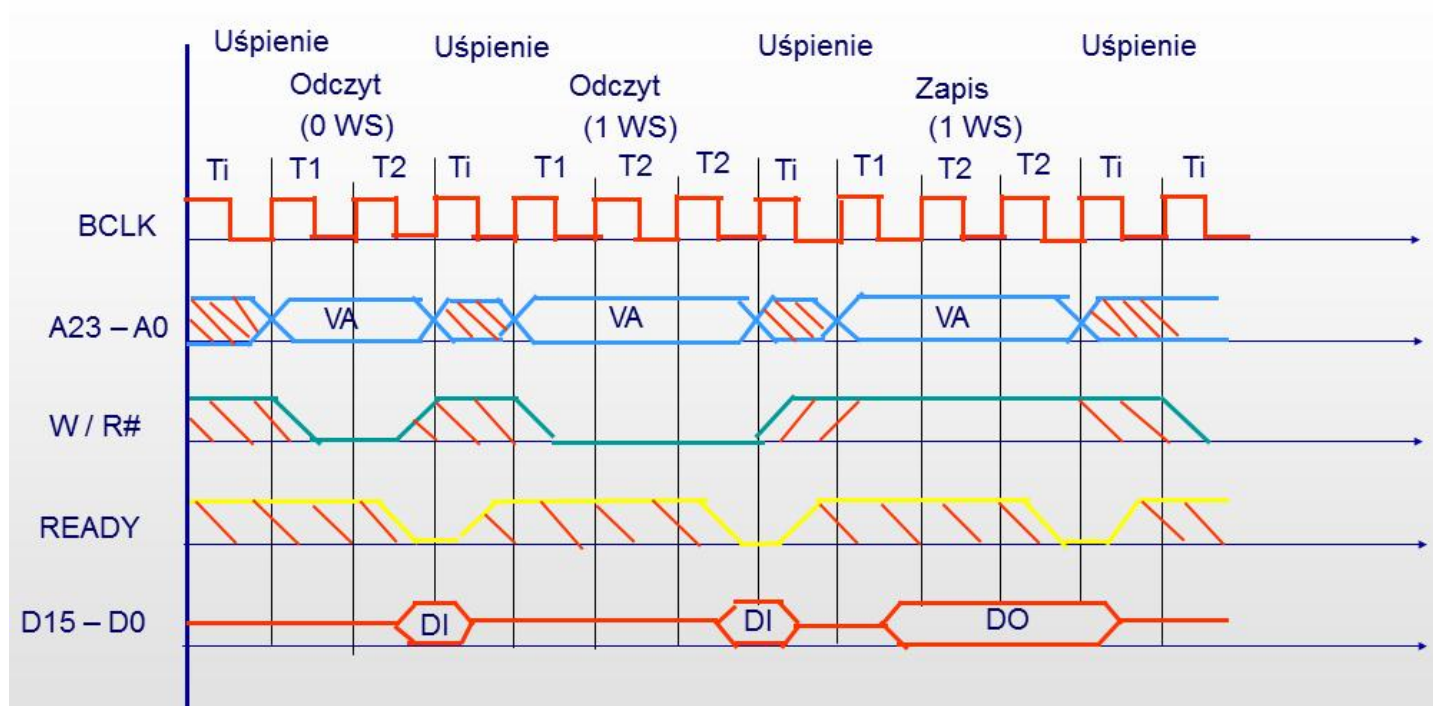 Uśpienie Uśpienie Uśpienie Uśpienie
Odczyt Odczyt Zapis
(0 WS) (1 WS) (1 WS)
Ti T1 T2 Ti T1 T2 T2 Ti T1 T2 T2 Ti Ti
BCLK
A23 – A0 VA VA VA
W / R#
READY
D15 – D0 DI DI DO